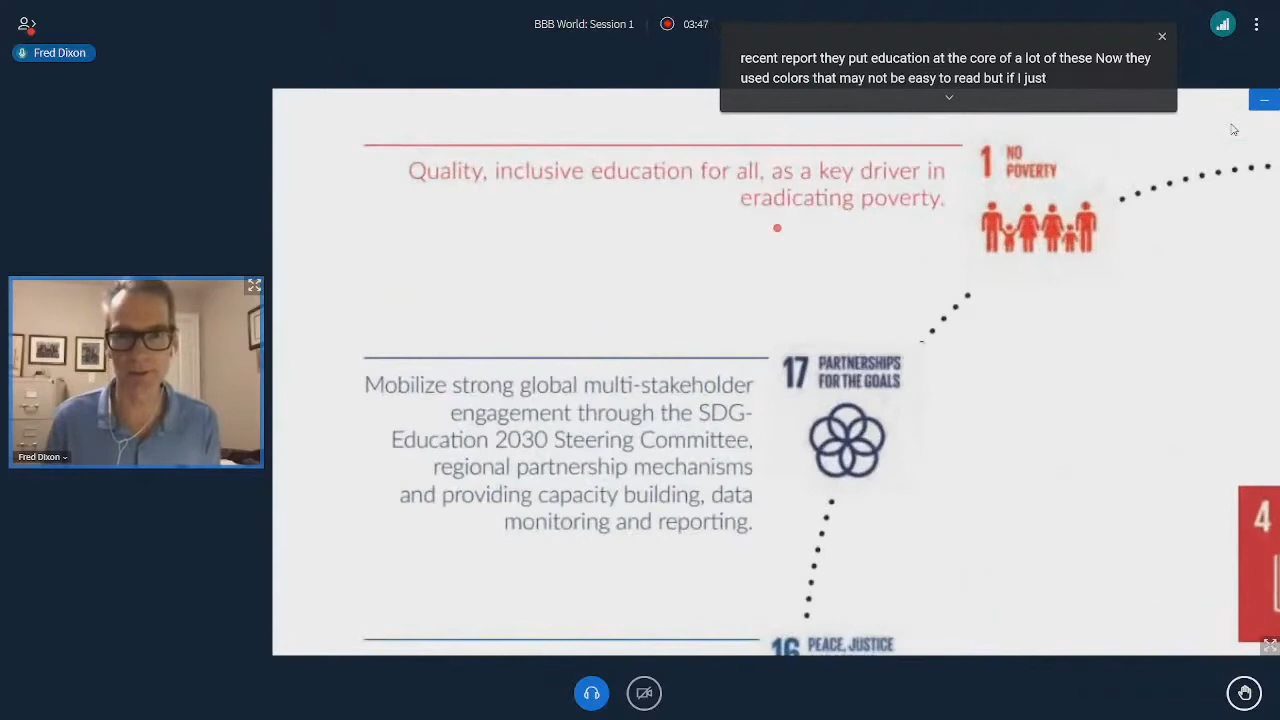 BBB World: Session 1
03:47
Fred Dixon
recent report they put education at the core of a lot of these Now they
used colors that may not be easy to read but if I just
Quality, inclusive education for all, as a key driver in
eradicating poverty.
1 NO
POVERTY
Mobilize strong global multi-stakeholder
engagement through the SDG-
Education 2030 Steering Committee,
regional partnership mechanisms
and providing capacity building, data
monitoring and reporting.
17 PARTNERSHIPS
FOR THE GOALS
4
16 PEACE, JUSTICE
Fred Dixon